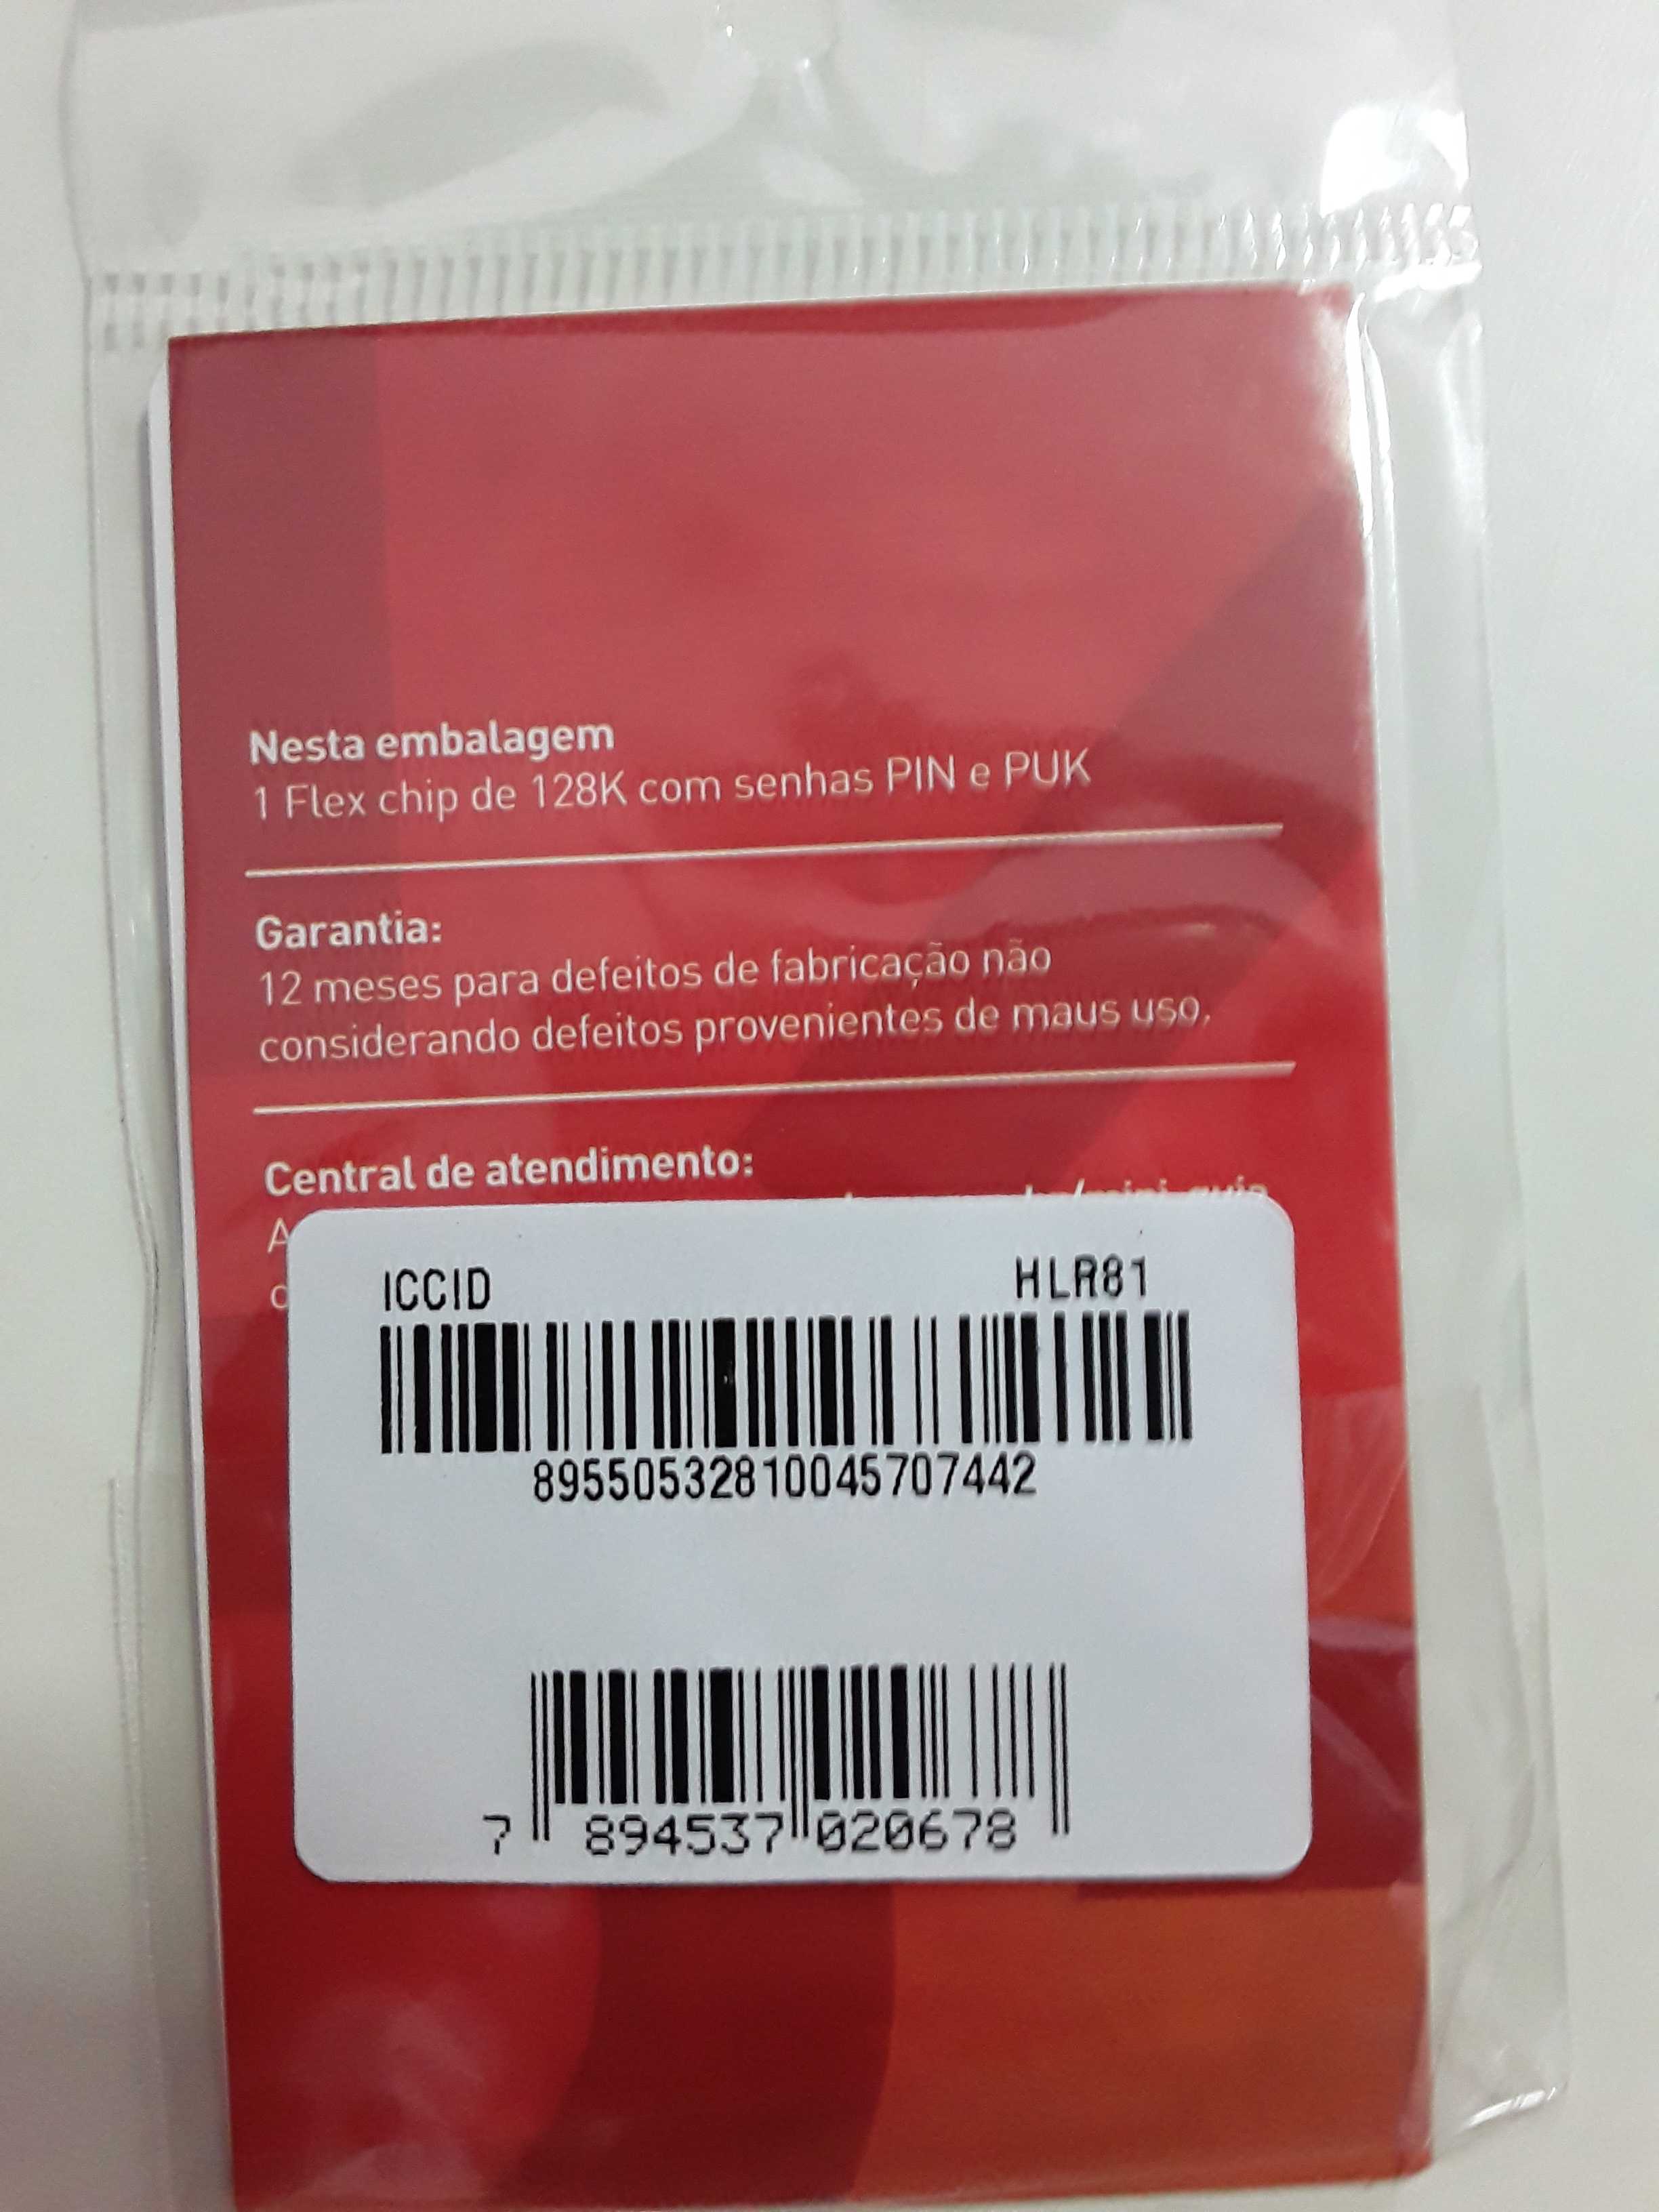 Nesta embalagem
1 Flex chip de 128K com senhas PIN e PUK
Garantia:
12 meses para defeitos de fabricação não
considerando defeitos provenientes de maus uso.
Central de atendimento:
ICCID HLR81
89550532810045707442
7 894537 020678